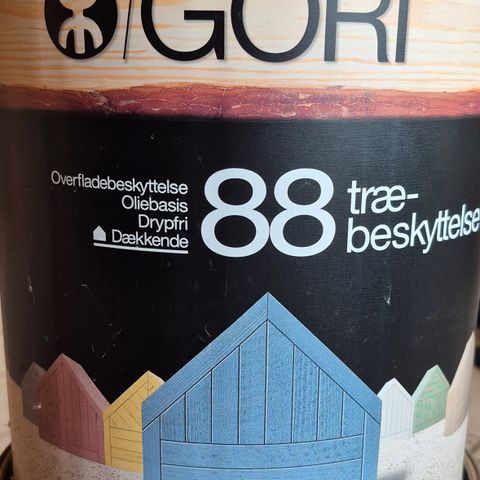 GORI
Overfladebeskyttelse
Oliebasis
Drypfri
Dækkende
88
træ-
beskyttelse